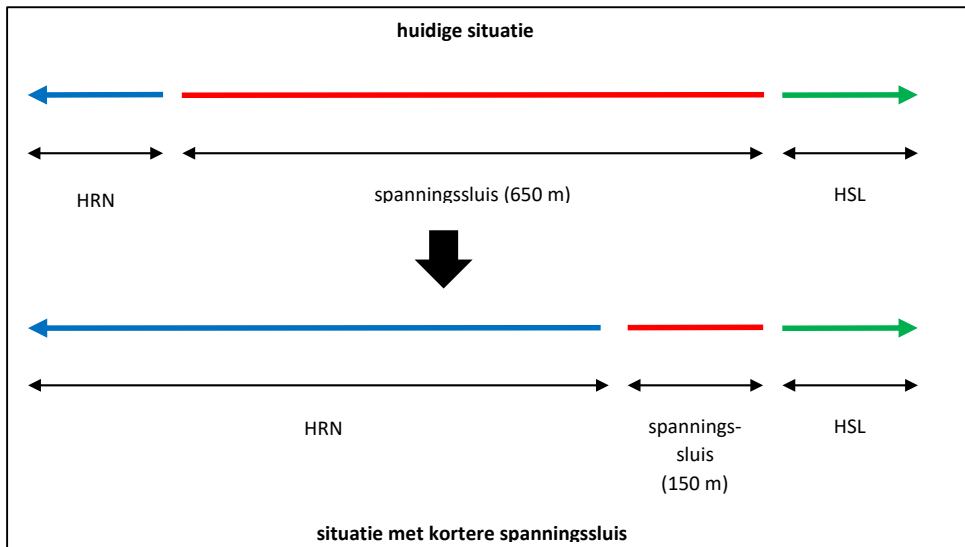 huidige situatie
HRN
spanningssluis (650 m)
HSL
HRN
spannings-
sluis
(150 m)
HSL
situatie met kortere spanningssluis